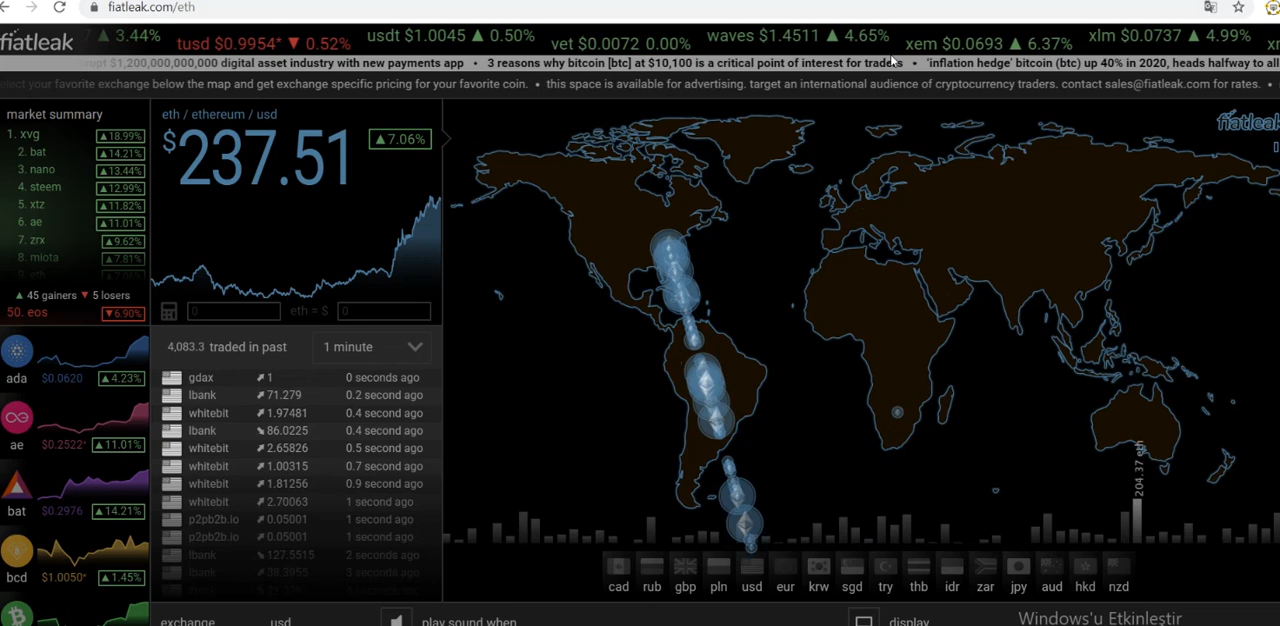 fiatleak.com/eth
fiatleak
7 ▲ 3.44% tusd $0.9954* ▼ 0.52% usdt $1.0045 ▲ 0.50% vet $0.0072 0.00% waves $1.4511 ▲ 4.65% xem $0.0693 ▲ 6.37% xlm $0.0737 ▲ 4.99%
$1,200,000,000,000 digital asset industry with new payments app • 3 reasons why bitcoin [btc] at $10,100 is a critical point of interest for traders • 'inflation hedge' bitcoin (btc) up 40% in 2020, heads halfway to all
select your favorite exchange below the map and get exchange specific pricing for your favorite coin. • this space is available for advertising. target an international audience of cryptocurrency traders. contact sales@fiatleak.com for rates. •
market summary
1. xvg ▲18.99%
2. bat ▲14.21%
3. nano ▲13.44%
4. steem ▲12.99%
5. xtz ▲11.82%
6. ae ▲11.01%
7. zrx ▲9.62%
8. miota ▲7.81%
9. eth
▲ 45 gainers ▼ 5 losers
50. eos ▼6.90%
ada $0.0620 ▲4.23%
ae $0.2522* ▲11.01%
bat $0.2976 ▲14.21%
bcd $1.0050* ▲1.45%
eth / ethereum / usd
$237.51 ▲7.06%
0 eth = $ 0
4,083.3 traded in past 1 minute
gdax 1 0 seconds ago
lbank 71.279 0.2 second ago
whitebit 1.97481 0.4 second ago
lbank 86.0225 0.4 second ago
whitebit 2.65826 0.5 second ago
whitebit 1.00315 0.7 second ago
whitebit 1.81256 0.9 second ago
whitebit 2.70063 1 second ago
p2pb2b.io 0.05001 1 second ago
p2pb2b.io 0.05001 1 second ago
lbank 127.5515 2 seconds ago
lbank 38.3955 3 seconds ago
fiatleak
204.37 eth
cad rub gbp pln usd eur krw sgd try thb idr zar jpy aud hkd nzd
exchange usd play sound when display
Windows'u Etkinleştir